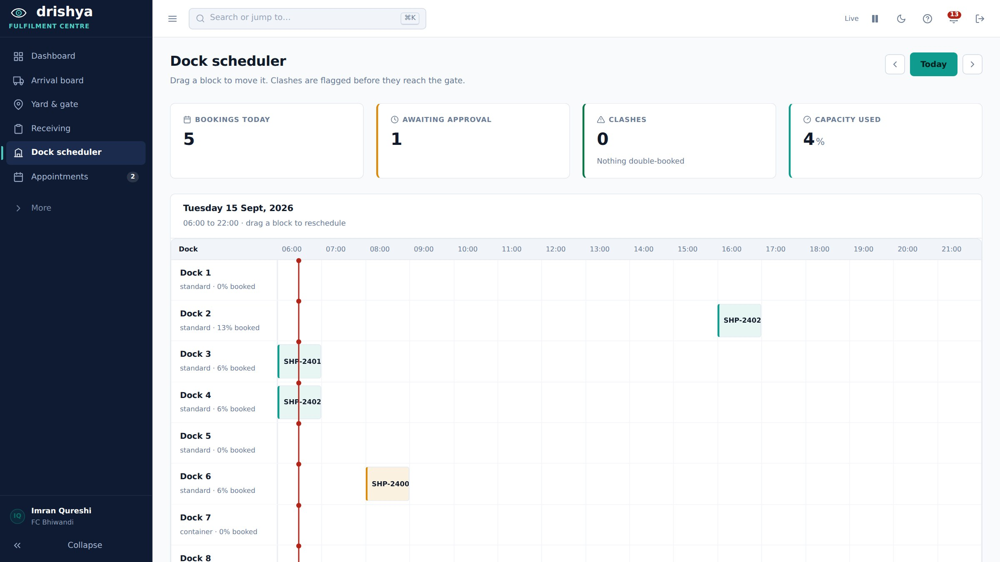 drishya
FULFILMENT CENTRE
Search or jump to...
⌘K
Live
13
Dashboard
Arrival board
Yard & gate
Receiving
Dock scheduler
Appointments
2
More
Imran Qureshi
IQ
FC Bhiwandi
Collapse
Dock scheduler
Drag a block to move it. Clashes are flagged before they reach the gate.
Today
BOOKINGS TODAY
5
AWAITING APPROVAL
1
CLASHES
0
Nothing double-booked
CAPACITY USED
4%
Tuesday 15 Sept, 2026
06:00 to 22:00 · drag a block to reschedule
Dock 06:00 07:00 08:00 09:00 10:00 11:00 12:00 13:00 14:00 15:00 16:00 17:00 18:00 19:00 20:00 21:00
Dock 1
standard · 0% booked
Dock 2
standard · 13% booked
SHP-2402
Dock 3
standard · 6% booked
SHP-2401
Dock 4
standard · 6% booked
SHP-2402
Dock 5
standard · 0% booked
Dock 6
standard · 6% booked
SHP-2400
Dock 7
container · 0% booked
Dock 8